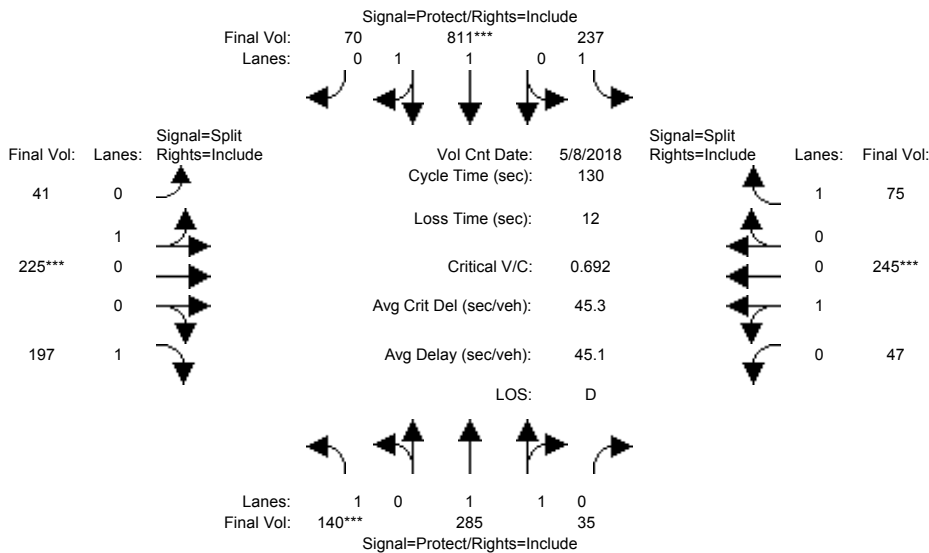 Signal=Protect/Rights=Include
Final Vol: 70 811*** 237
Lanes: 0 1 1 0 1
Signal=Split
Final Vol: Lanes: Rights=Include
Vol Cnt Date: 5/8/2018
Signal=Split
Rights=Include Lanes: Final Vol:
Cycle Time (sec): 130
41 0
1 75
Loss Time (sec): 12
1
0
225*** 0
Critical V/C: 0.692
0 245***
0
Avg Crit Del (sec/veh): 45.3
1
197 1
Avg Delay (sec/veh): 45.1
0 47
LOS: D
Lanes: 1 0 1 1 0
Final Vol: 140*** 285 35
Signal=Protect/Rights=Include